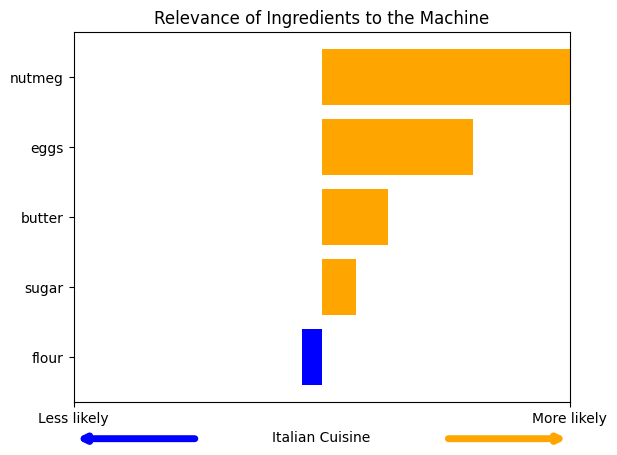 Relevance of Ingredients to the Machine
nutmeg
eggs
butter
sugar
flour
Less likely
More likely
Italian Cuisine